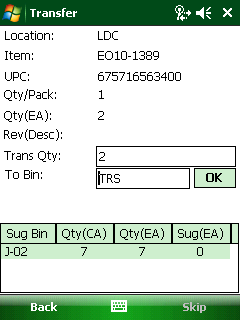 Transfer
Location: LDC
Item: EO10-1389
UPC: 675716563400
Qty/Pack: 1
Qty(EA): 2
Rev(Desc):
Trans Qty: 2
To Bin: TRS OK
Sug Bin Qty(CA) Qty(EA) Sug(EA)
J-02 7 7 0
Back Skip